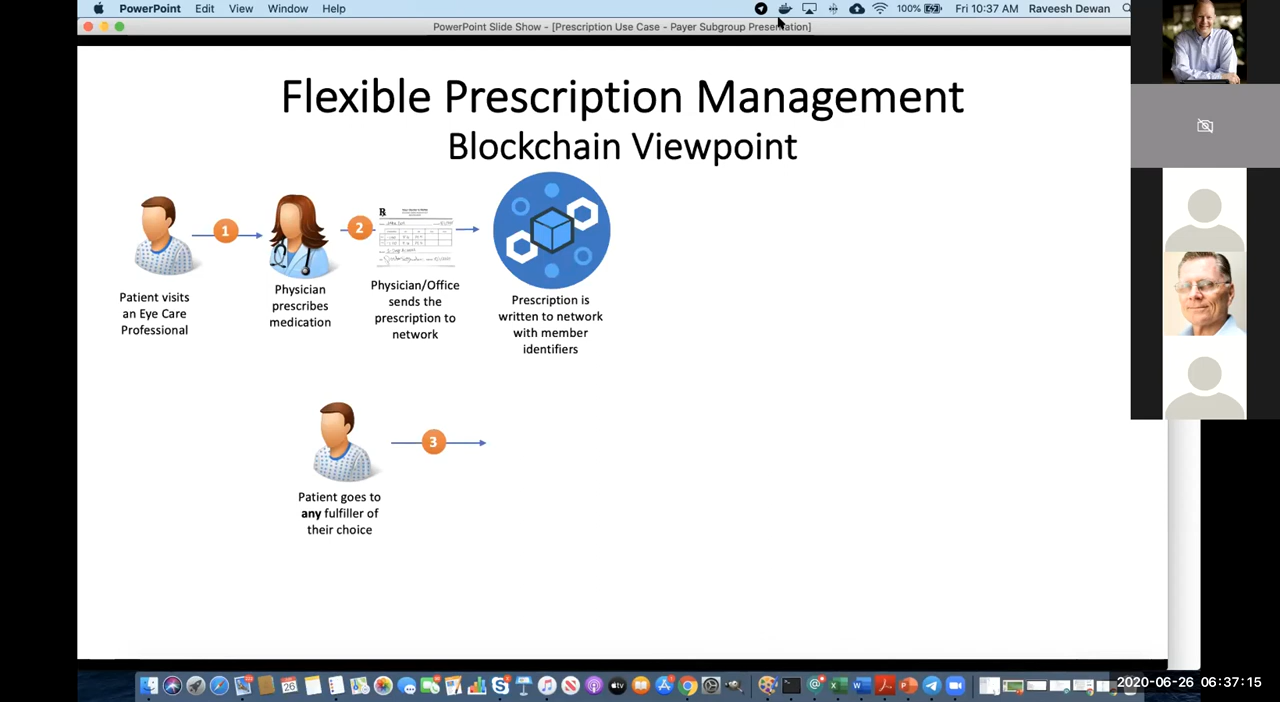 PowerPoint Edit View Window Help 100% Fri 10:37 AM Raveesh Dewan
PowerPoint Slide Show - [Prescription Use Case - Payer Subgroup Presentation]
Flexible Prescription Management
Blockchain Viewpoint
1
2
Patient visits
an Eye Care
Professional
Physician
prescribes
medication
Physician/Office
sends the
prescription to
network
Prescription is
written to network
with member
identifiers
3
Patient goes to
any fulfiller of
their choice
2020-06-26 06:37:15